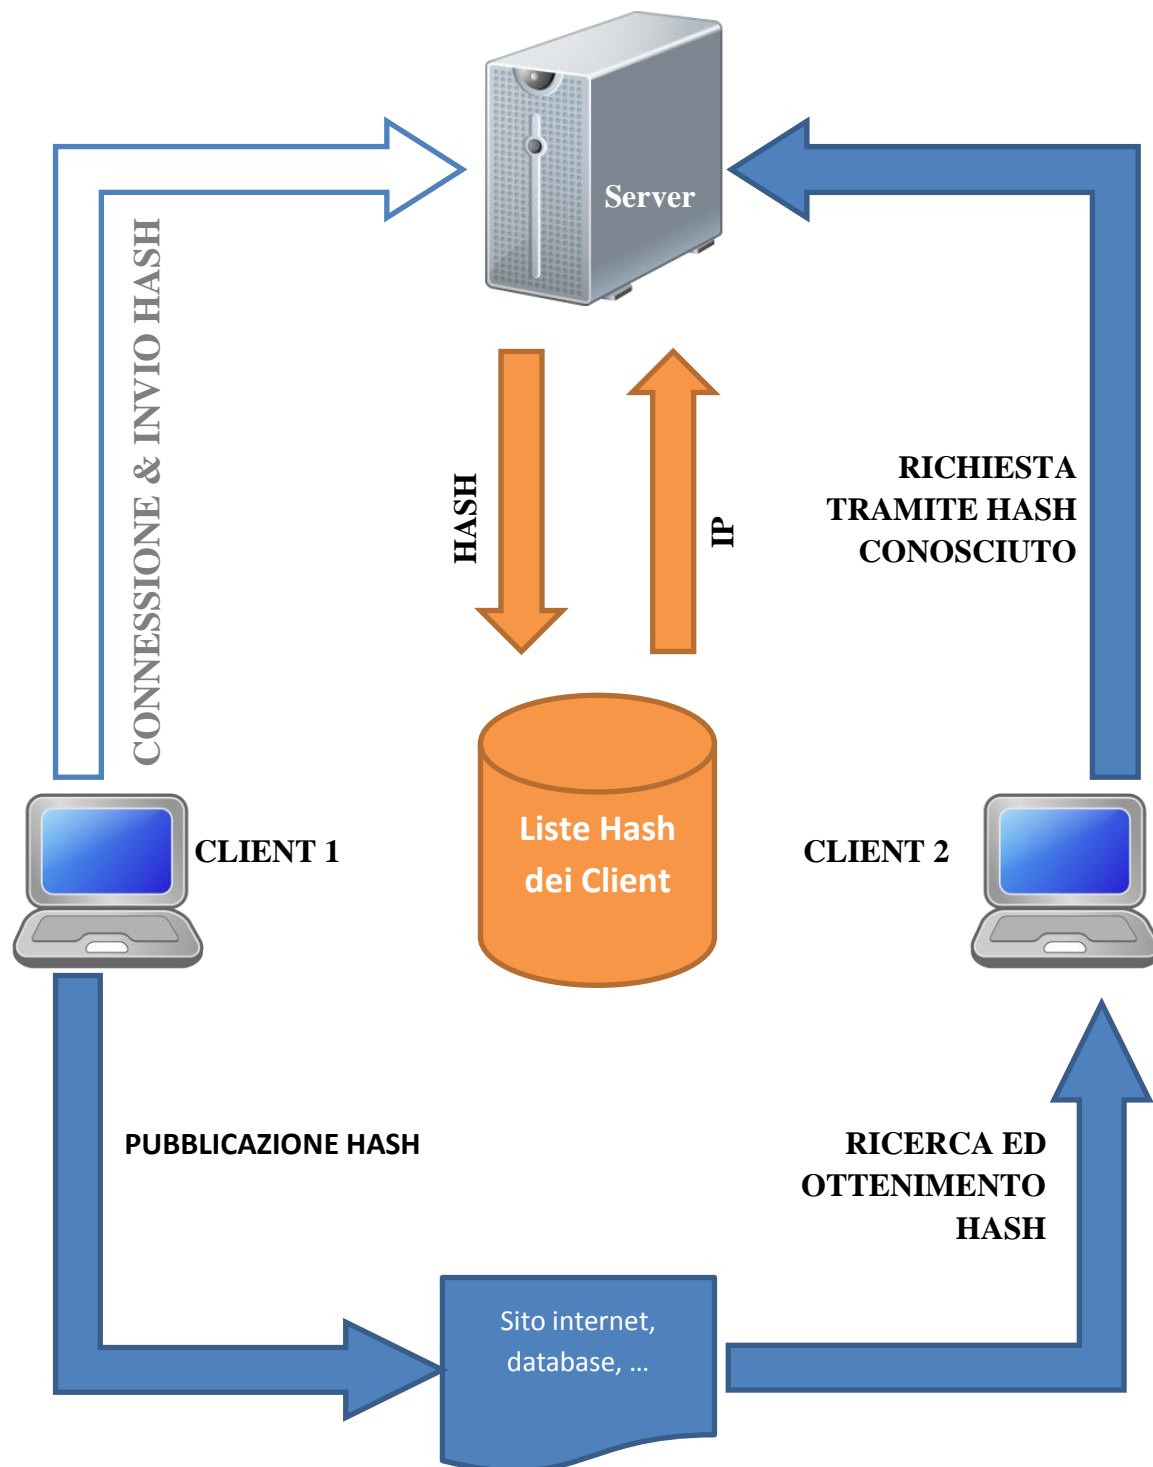 Server
CONNESSIONE & INVIO HASH
HASH
IP
RICHIESTA
TRAMITE HASH
CONOSCIUTO
CLIENT 1
Liste Hash
dei Client
CLIENT 2
PUBBLICAZIONE HASH
RICERCA ED
OTTENIMENTO
HASH
Sito internet,
database, …